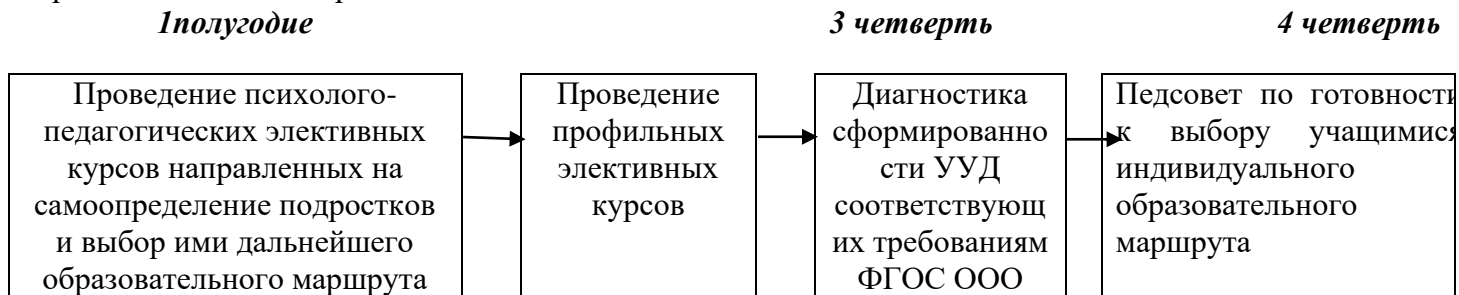 1полугодие 3 четверть 4 четверть
Проведение психолого-
педагогических элективных
курсов направленных на
самоопределение подростков
и выбор ими дальнейшего
образовательного маршрута
Проведение
профильных
элективных
курсов
Диагностика
сформированно
сти УУД
соответствующ
их требованиям
ФГОС ООО
Педсовет по готовности
к выбору учащимися
индивидуального
образовательного
маршрута